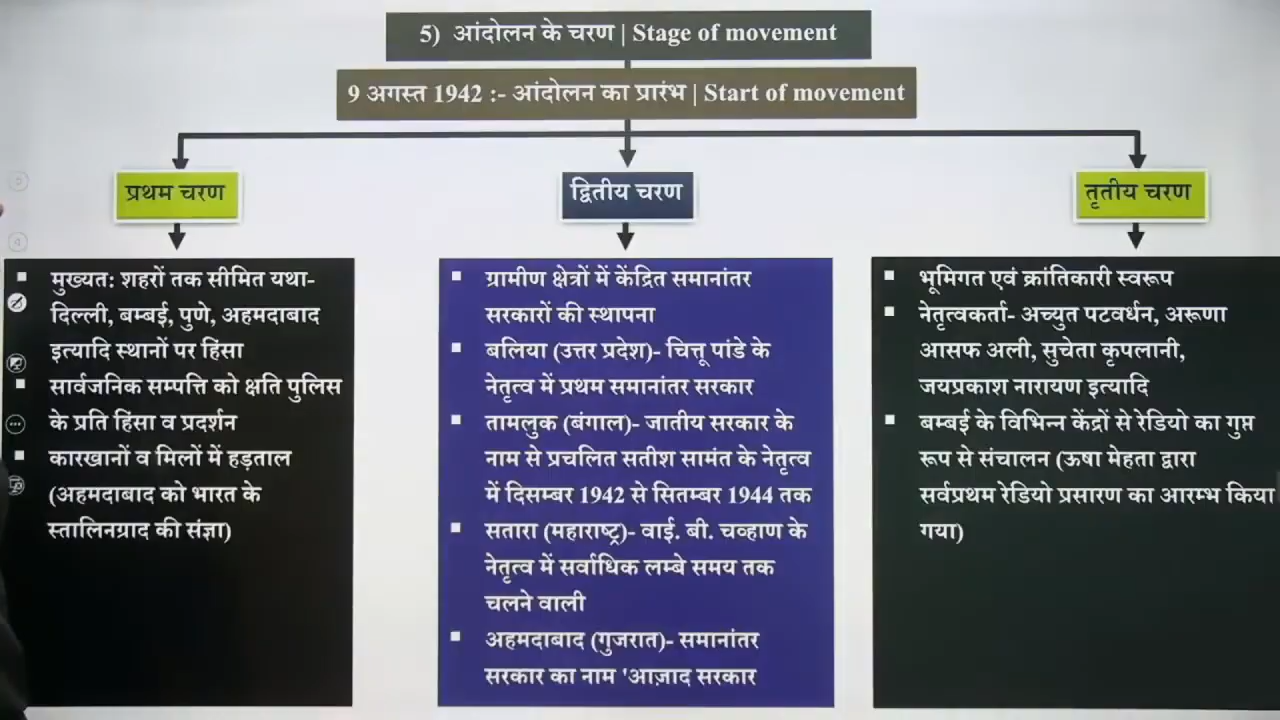 5) आंदोलन के चरण | Stage of movement
9 अगस्त 1942 :- आंदोलन का प्रारंभ | Start of movement
प्रथम चरण
▪ मुख्यत: शहरों तक सीमित यथा-
दिल्ली, बम्बई, पुणे, अहमदाबाद
इत्यादि स्थानों पर हिंसा
▪ सार्वजनिक सम्पत्ति को क्षति पुलिस
के प्रति हिंसा व प्रदर्शन
▪ कारखानों व मिलों में हड़ताल
(अहमदाबाद को भारत के
स्तालिनग्राद की संज्ञा)
द्वितीय चरण
▪ ग्रामीण क्षेत्रों में केंद्रित समानांतर
सरकारों की स्थापना
▪ बलिया (उत्तर प्रदेश)- चित्तू पांडे के
नेतृत्व में प्रथम समानांतर सरकार
▪ तामलुक (बंगाल)- जातीय सरकार के
नाम से प्रचलित सतीश सामंत के नेतृत्व
में दिसम्बर 1942 से सितम्बर 1944 तक
▪ सतारा (महाराष्ट्र)- वाई. बी. चव्हाण के
नेतृत्व में सर्वाधिक लम्बे समय तक
चलने वाली
▪ अहमदाबाद (गुजरात)- समानांतर
सरकार का नाम 'आज़ाद सरकार
तृतीय चरण
▪ भूमिगत एवं क्रांतिकारी स्वरूप
▪ नेतृत्वकर्ता- अच्युत पटवर्धन, अरूणा
आसफ अली, सुचेता कृपलानी,
जयप्रकाश नारायण इत्यादि
▪ बम्बई के विभिन्न केंद्रों से रेडियो का गुप्त
रूप से संचालन (ऊषा मेहता द्वारा
सर्वप्रथम रेडियो प्रसारण का आरम्भ किया
गया)